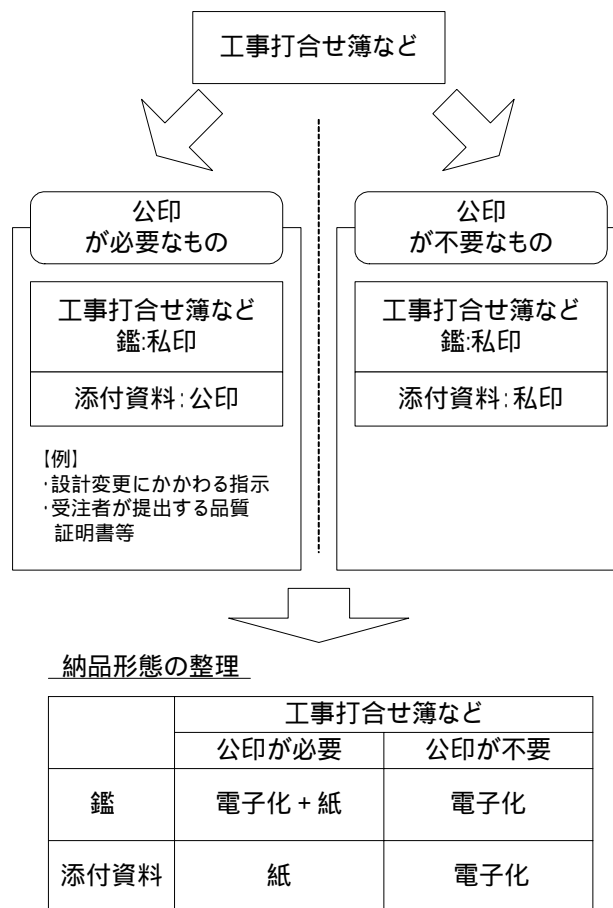 工事打合せ簿など
公印
が必要なもの
工事打合せ簿など
鑑:私印
添付資料:公印
【例】
・設計変更にかかわる指示
・受注者が提出する品質
証明書等
公印
が不要なもの
工事打合せ簿など
鑑:私印
添付資料:私印
納品形態の整理
工事打合せ簿など
公印が必要 公印が不要
鑑 電子化+紙 電子化
添付資料 紙 電子化